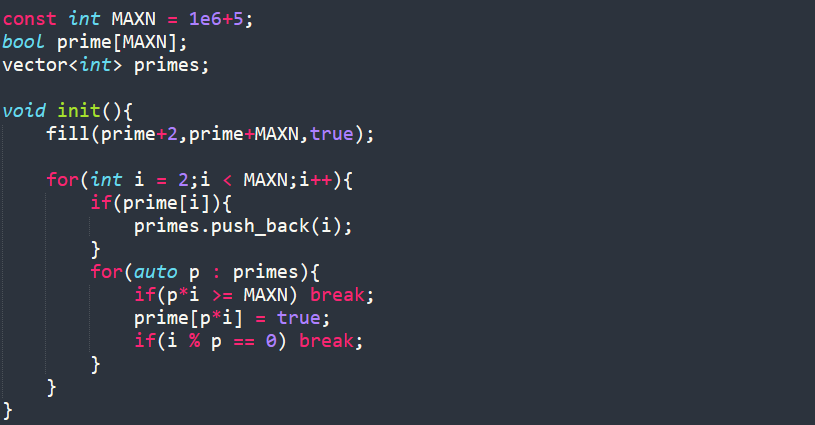 const int MAXN = 1e6+5;
bool prime[MAXN];
vector<int> primes;

void init(){
    fill(prime+2,prime+MAXN,true);

    for(int i = 2;i < MAXN;i++){
        if(prime[i]){
            primes.push_back(i);
        }
        for(auto p : primes){
            if(p*i >= MAXN) break;
            prime[p*i] = true;
            if(i % p == 0) break;
        }
    }
}